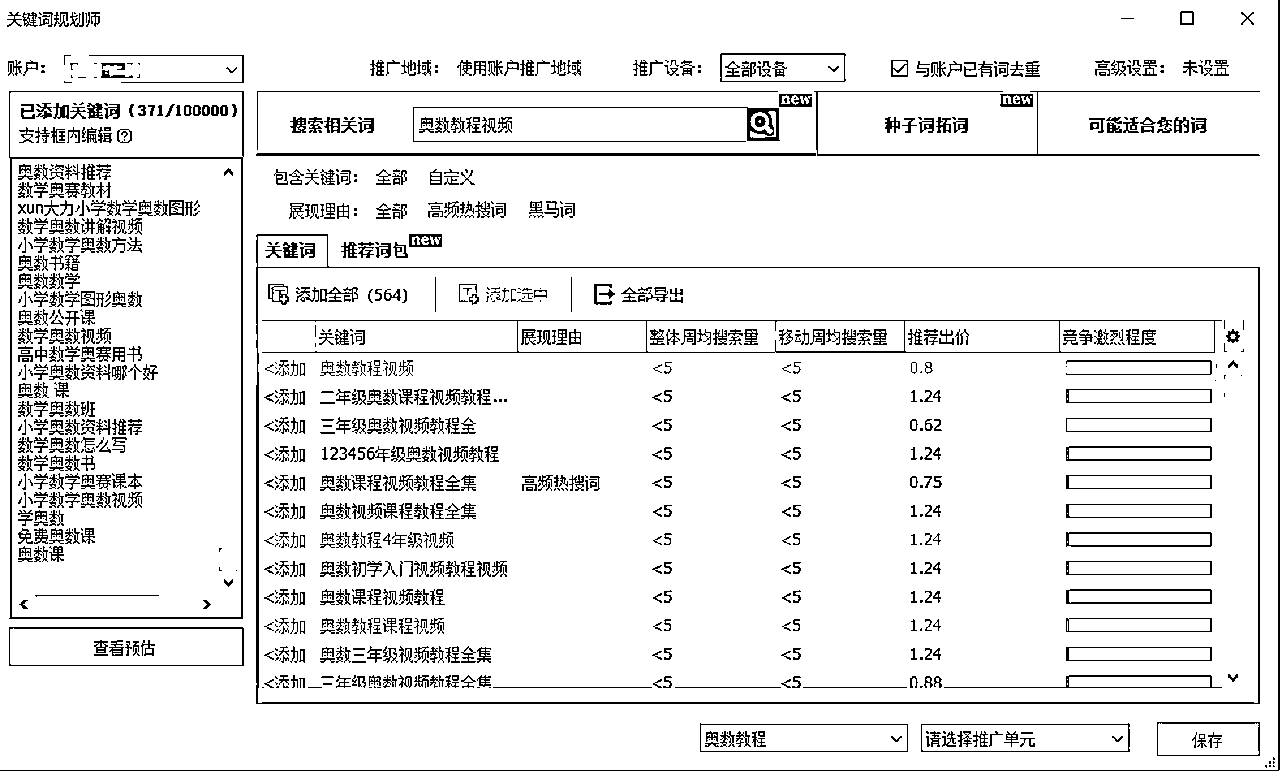 关键词规划师
账户： 推广地域： 使用账户推广地域 推广设备： 全部设备 与账户已有词去重 高级设置： 未设置
已添加关键词 (371/100000)
支持框内编辑
奥数资料推荐
数学奥赛教材
xun大力小学数学奥数图形
数学奥数讲解视频
小学数学奥数方法
奥数书籍
奥数数学
小学数学图形奥数
奥数公开课
数学奥数视频
高中数学奥赛用书
小学奥数资料哪个好
奥数 课
数学奥数班
小学奥数资料推荐
数学奥数怎么写
数学奥数书
小学数学奥赛课本
小学数学奥数视频
学奥数
免费奥数课
奥数课
查看预估
搜索相关词 奥数教程视频 new 种子词拓词 new 可能适合您的词
包含关键词： 全部 自定义
展现理由： 全部 高频热搜词 黑马词
关键词 推荐词包 new
添加全部 (564) 添加选中 全部导出
关键词 展现理由 整体周均搜索量 移动周均搜索量 推荐出价 竞争激烈程度
<添加 奥数教程视频 <5 <5 0.8
<添加 二年级奥数课程视频教程... <5 <5 1.24
<添加 三年级奥数视频教程全 <5 <5 0.62
<添加 123456年级奥数视频教程 <5 <5 1.24
<添加 奥数课程视频教程全集 高频热搜词 <5 <5 0.75
<添加 奥数视频课程教程全集 <5 <5 1.24
<添加 奥数教程4年级视频 <5 <5 1.24
<添加 奥数初学入门视频教程视频 <5 <5 1.24
<添加 奥数课程视频教程 <5 <5 1.24
<添加 奥数教程课程视频 <5 <5 1.24
<添加 奥数三年级视频教程全集 <5 <5 1.24
<添加 三年级奥数视频教程全集 <5 <5 0.88
奥数教程 请选择推广单元 保存